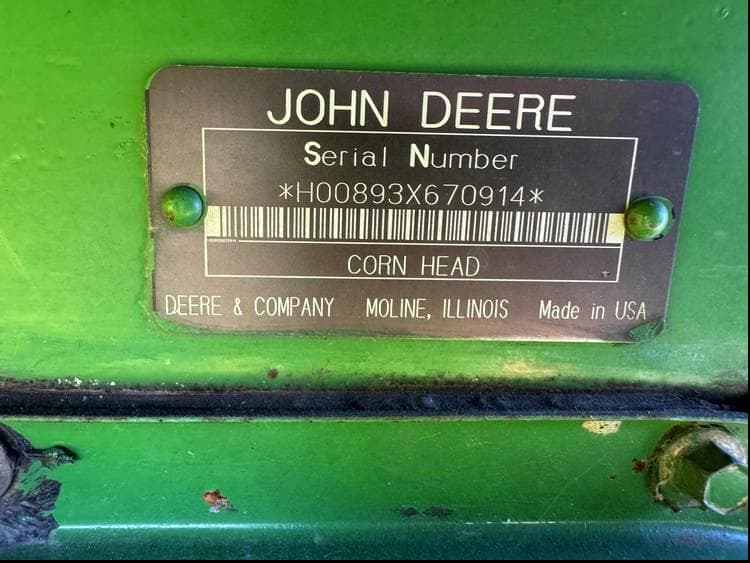 JOHN DEERE
Serial Number
*H00893X670914*
CORN HEAD
DEERE & COMPANY MOLINE, ILLINOIS Made in USA